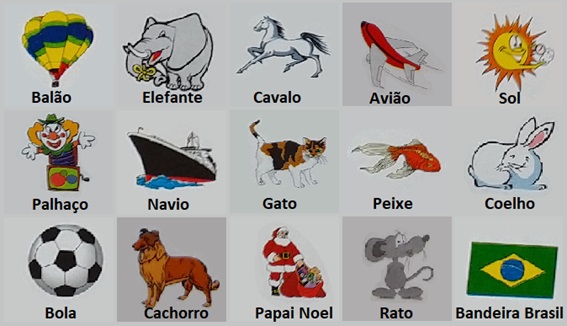 Balão Elefante Cavalo Avião Sol
Palhaço Navio Gato Peixe Coelho
Bola Cachorro Papai Noel Rato Bandeira Brasil